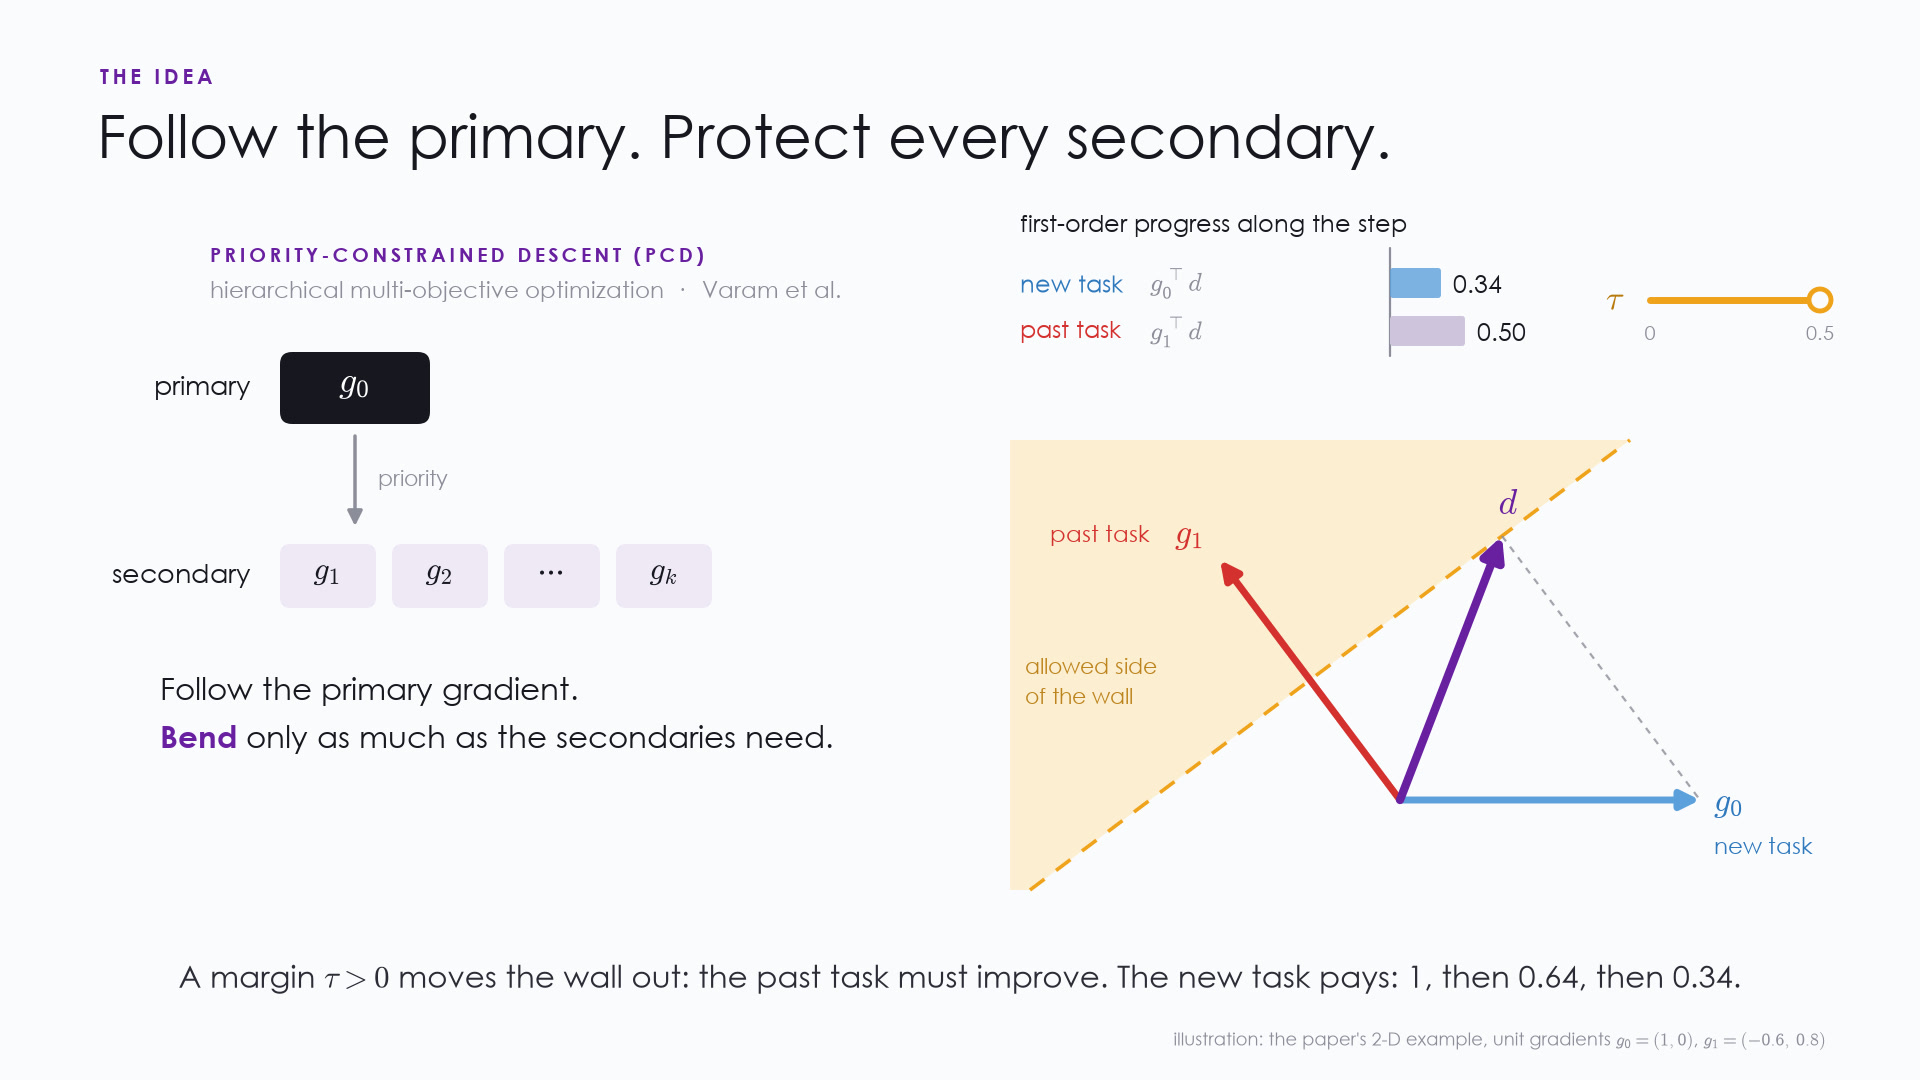 THE IDEA
Follow the primary. Protect every secondary.
PRIORITY-CONSTRAINED DESCENT (PCD)
hierarchical multi-objective optimization · Varam et al.
primary
g₀
priority
secondary
g₁ g₂ ··· gₖ
Follow the primary gradient.
Bend only as much as the secondaries need.
first-order progress along the step
new task g₀⊤ d 0.34
past task g₁⊤ d 0.50
τ
0 0.5
d
past task g₁
allowed side
of the wall
g₀
new task
A margin τ > 0 moves the wall out: the past task must improve. The new task pays: 1, then 0.64, then 0.34.
illustration: the paper's 2-D example, unit gradients g₀ = (1, 0), g₁ = (−0.6, 0.8)